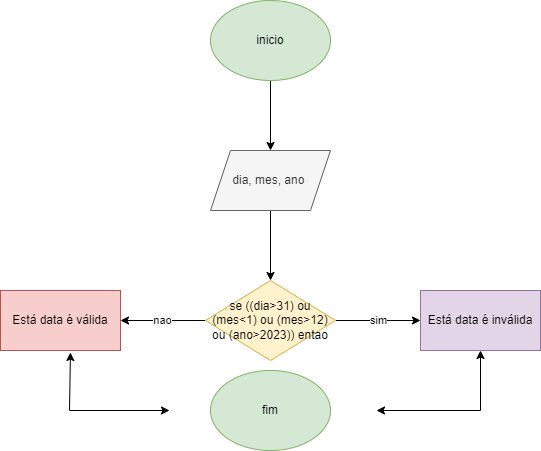 inicio
dia, mes, ano
se ((dia>31) ou
(mes<1) ou (mes>12)
ou (ano>2023)) então
nao
sim
Está data é válida
Está data é inválida
fim